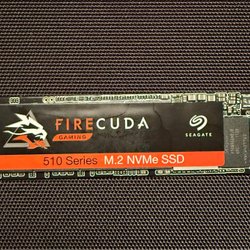 FIRECUDA
GAMING
SEAGATE
510 Series M.2 NVMe SSD